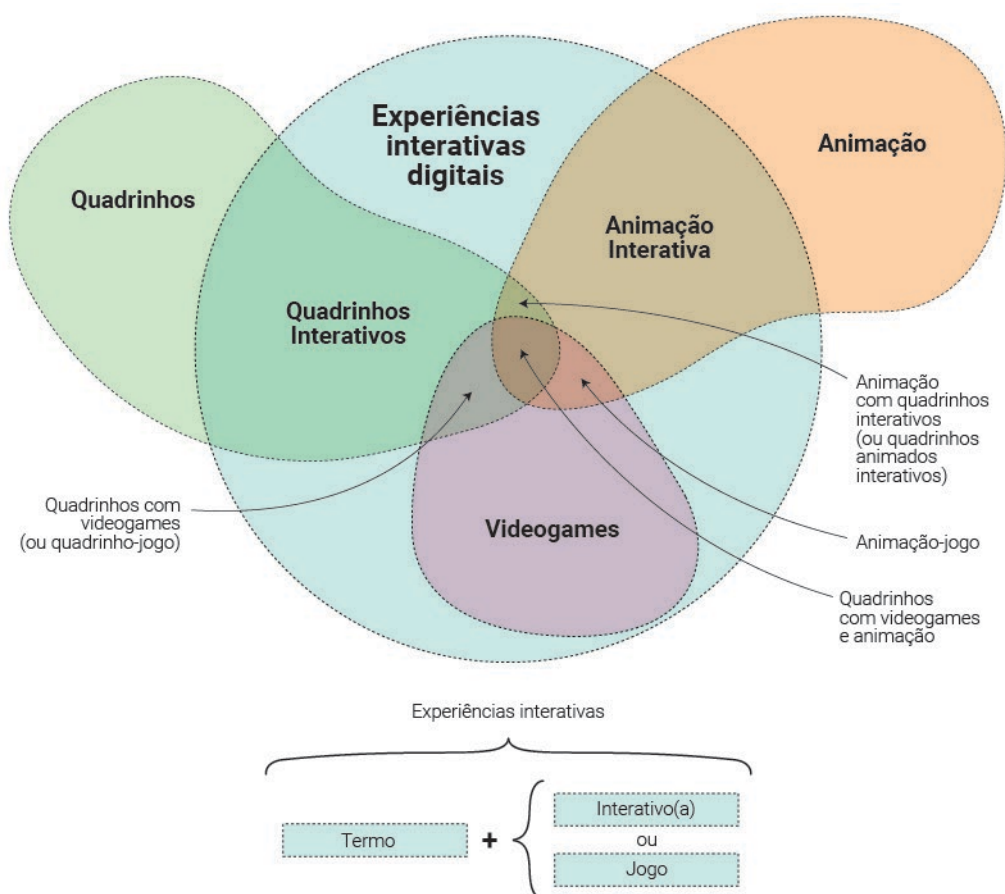 Experiências
interativas
digitais
Animação
Quadrinhos
Animação
Interativa
Quadrinhos
Interativos
Animação
com quadrinhos
interativos
(ou quadrinhos
animados
interativos)
Quadrinhos com
videogames
(ou quadrinho-jogo)
Videogames
Animação-jogo
Quadrinhos
com videogames
e animação
Experiências interativas
Termo
+
Interativo(a)
ou
Jogo